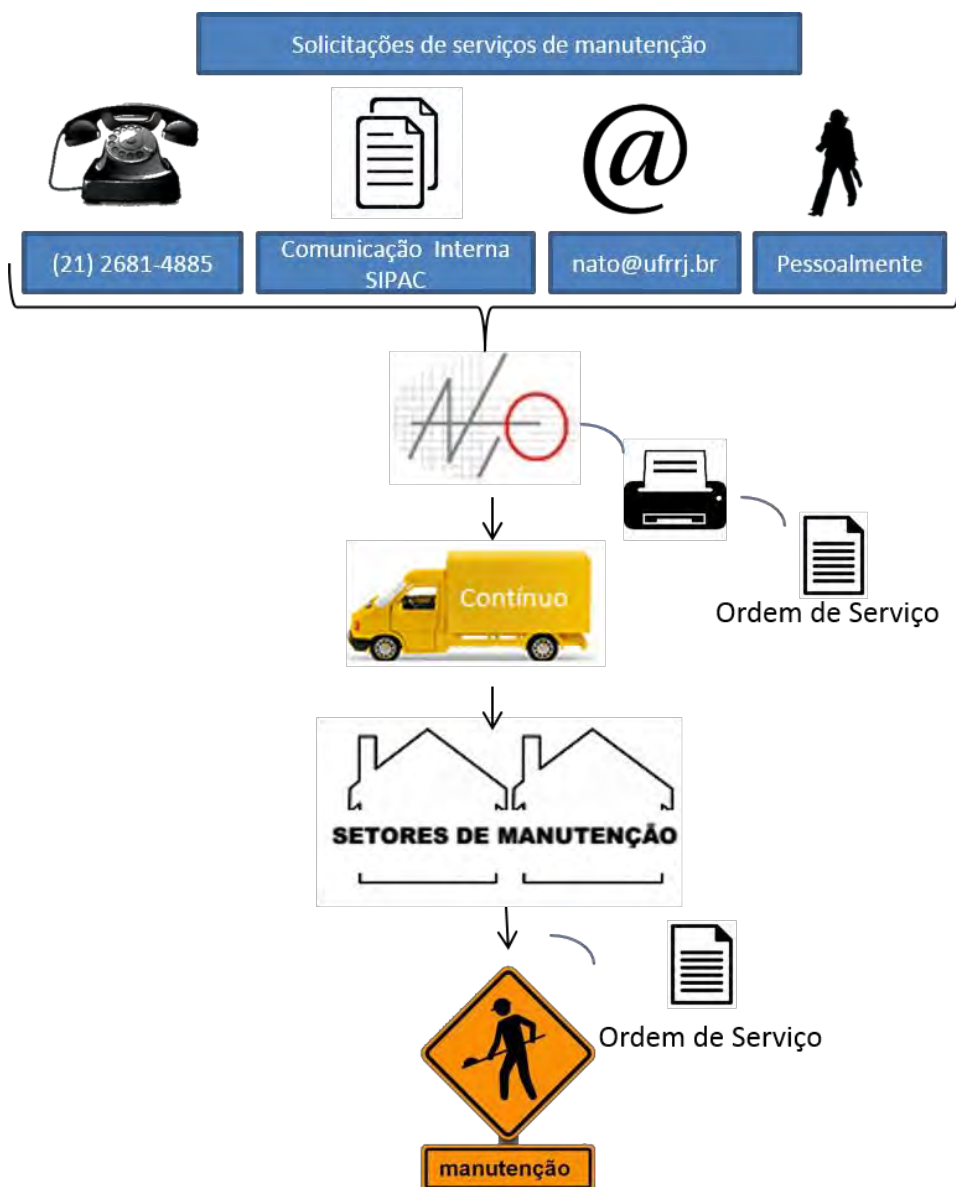 Solicitações de serviços de manutenção
(21) 2681-4885
Comunicação Interna
SIPAC
nato@ufrrj.br
Pessoalmente
Contínuo
Ordem de Serviço
SETORES DE MANUTENÇÃO
Ordem de Serviço
manutenção